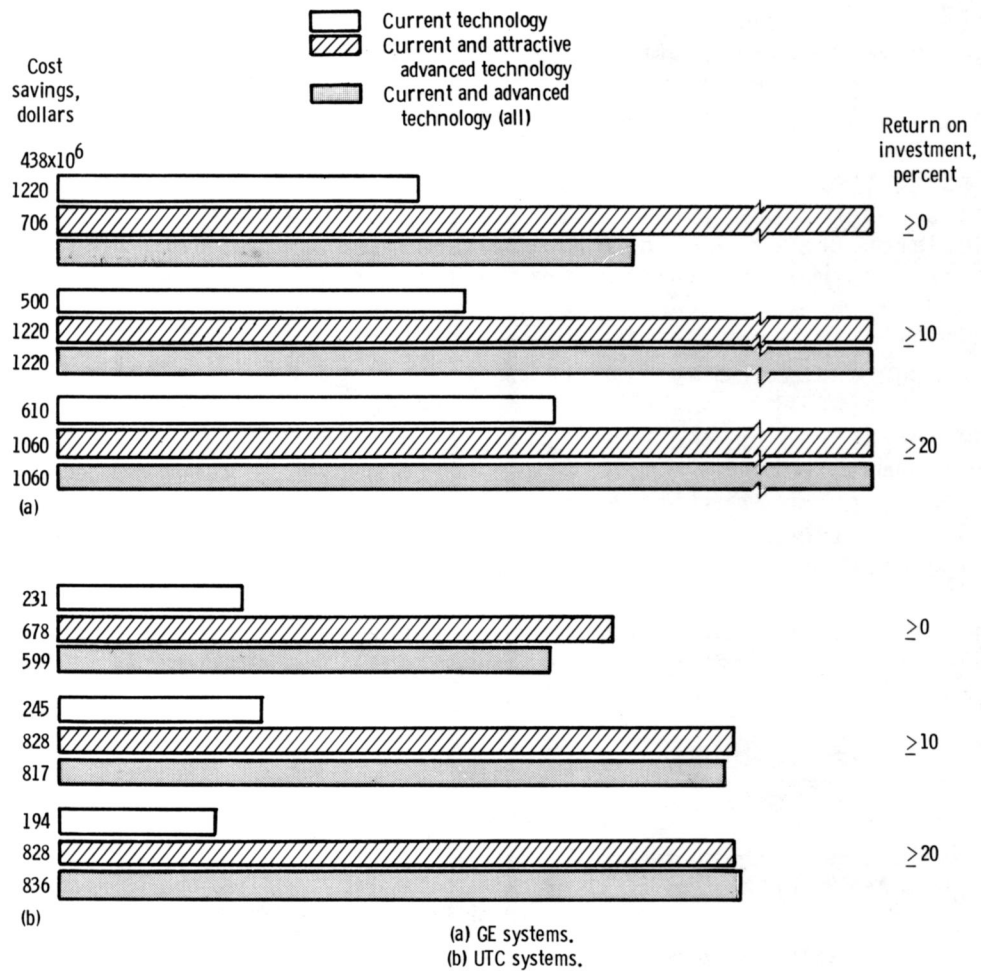 Current technology
Current and attractive
advanced technology
Current and advanced
technology (all)
Cost
savings,
dollars
Return on
investment,
percent
438x10⁶
1220
706
≥0
500
1220
1220
≥10
610
1060
1060
≥20
(a)
231
678
599
≥0
245
828
817
≥10
194
828
836
≥20
(b)
(a) GE systems.
(b) UTC systems.